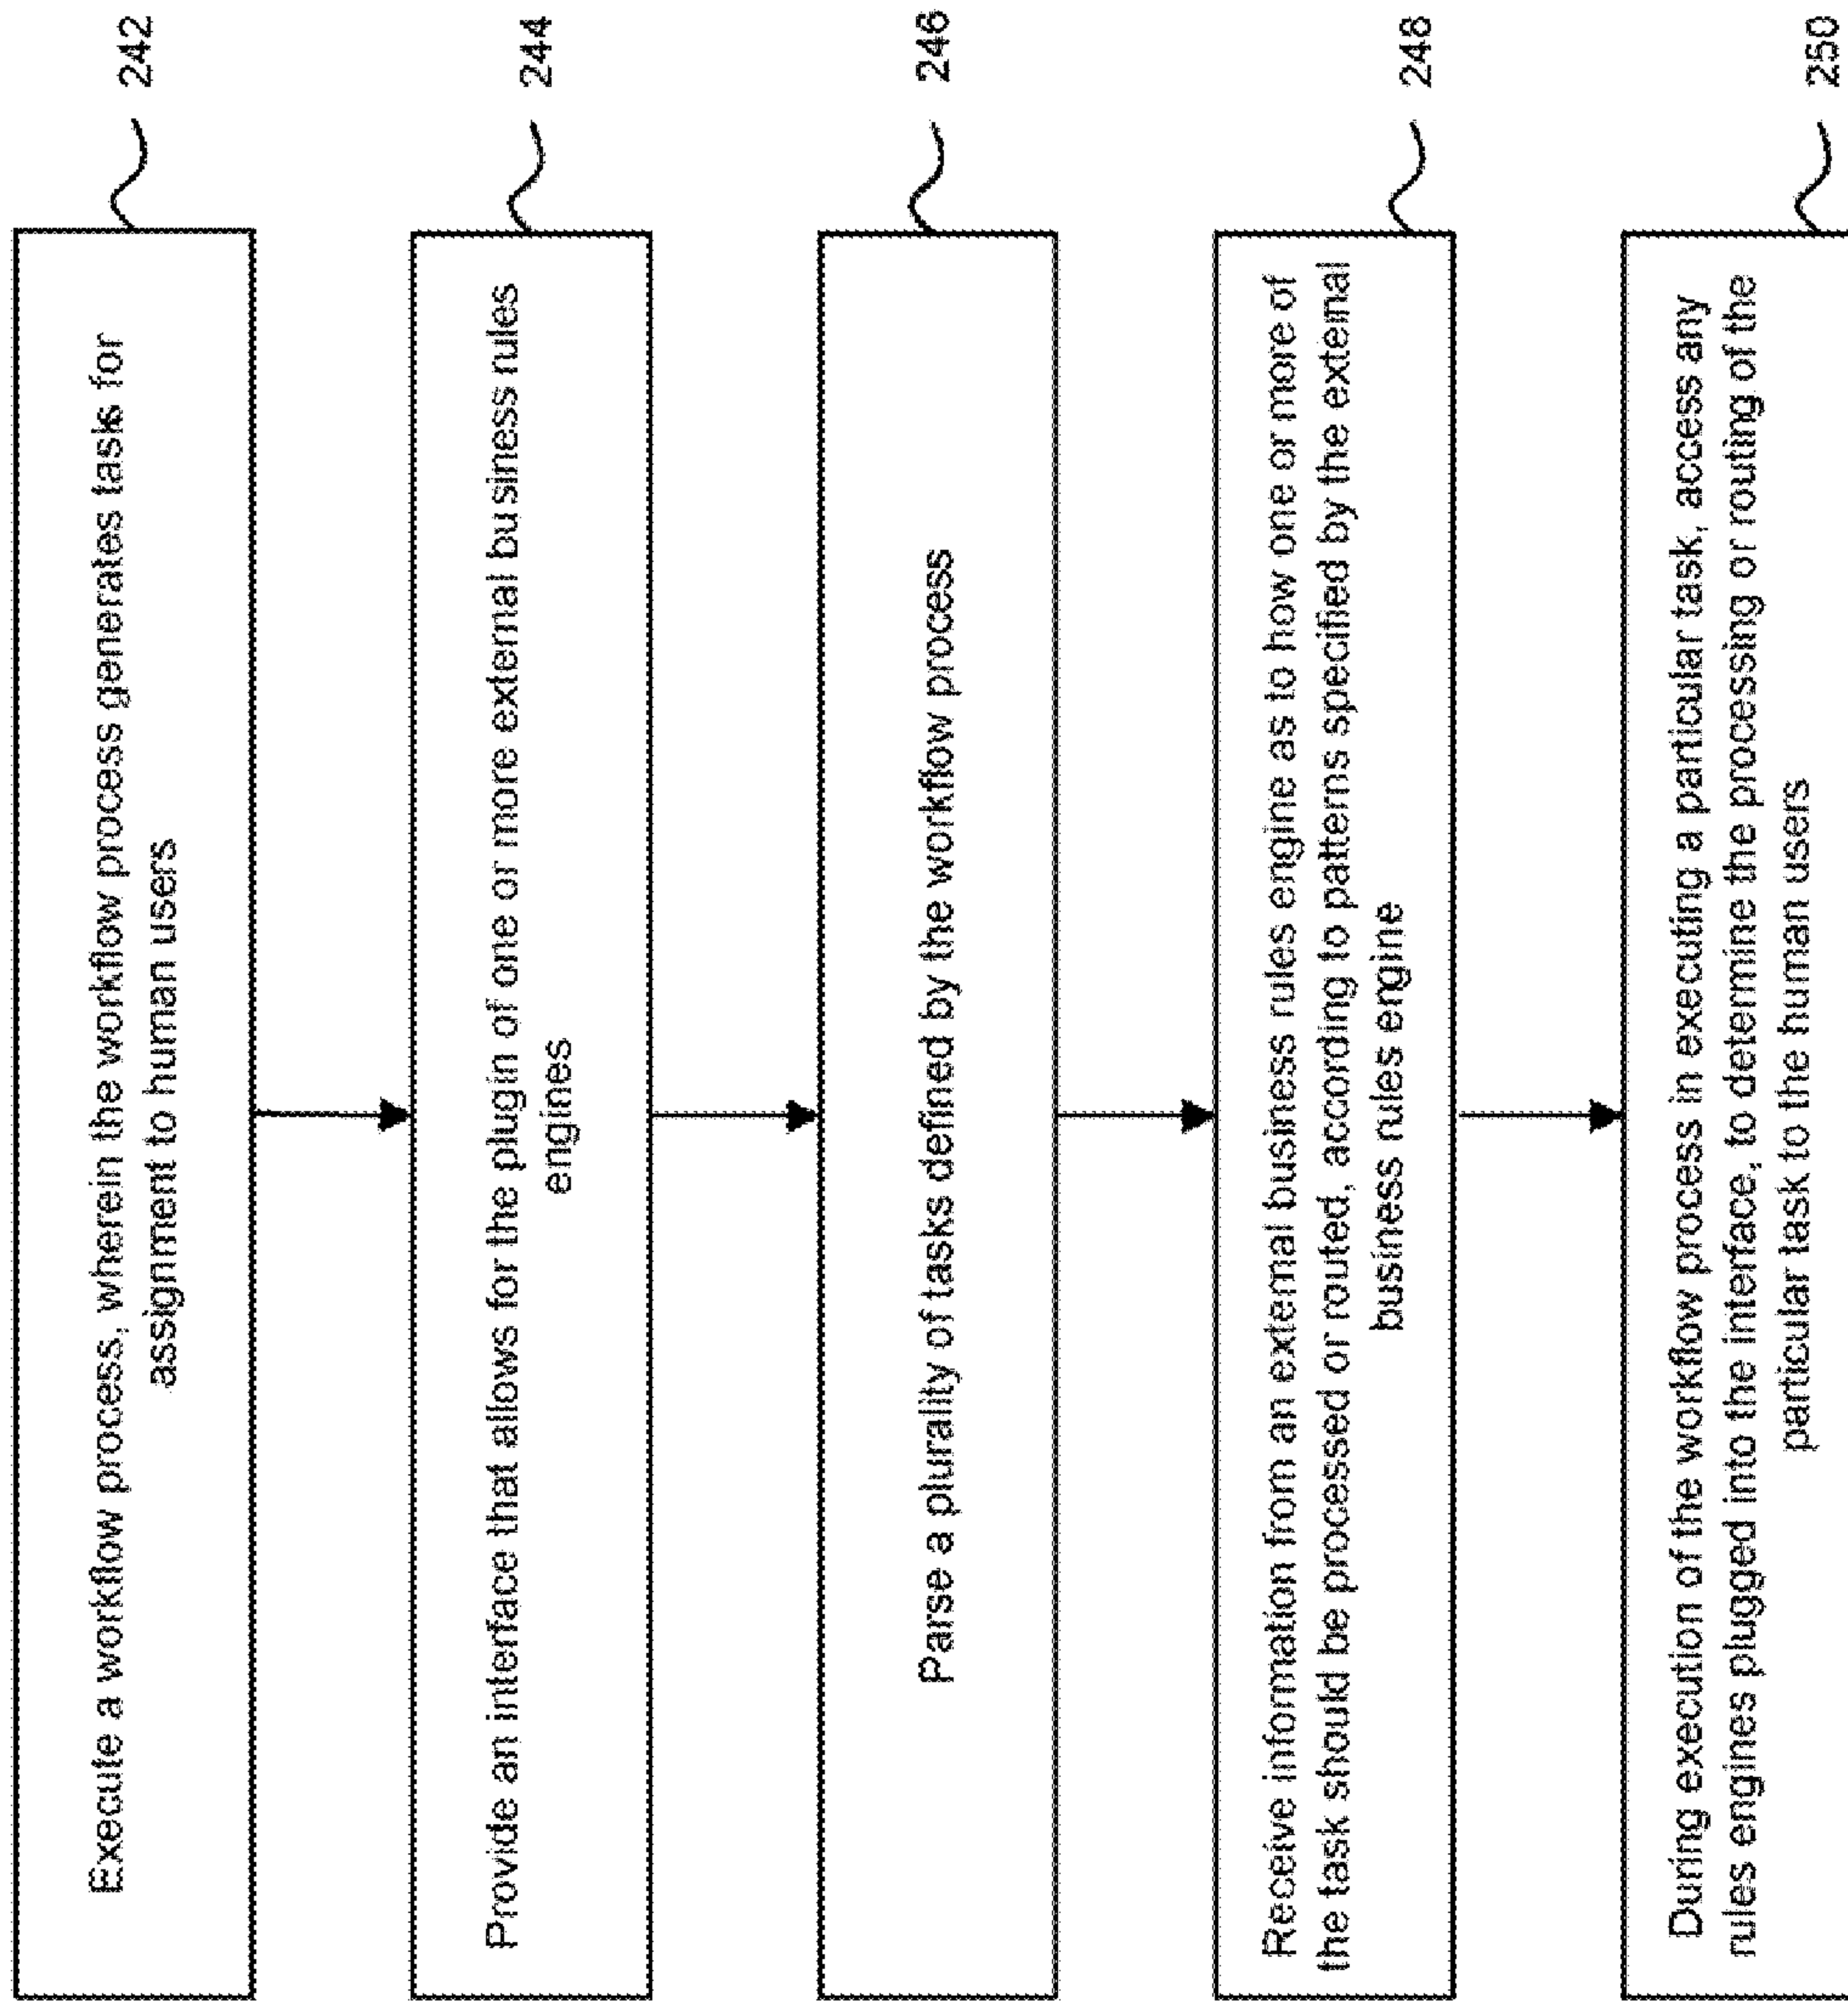 Execute a workflow process, wherein the workflow process generates task for
assignment to human users
242
Provide an interface that allows for the plugin of one or more external business rules
engines
244
Parse a plurality of tasks defined by the workflow process
246
Receive information from an external business rules engine as to how one or more of
the task should be processed or routed, according to patterns specified by the external
business rules engine
248
During execution of the workflow process in executing a particular task, access any
rules engines plugged into the interface, to determine the processing or routing of the
particular task to the human users
250